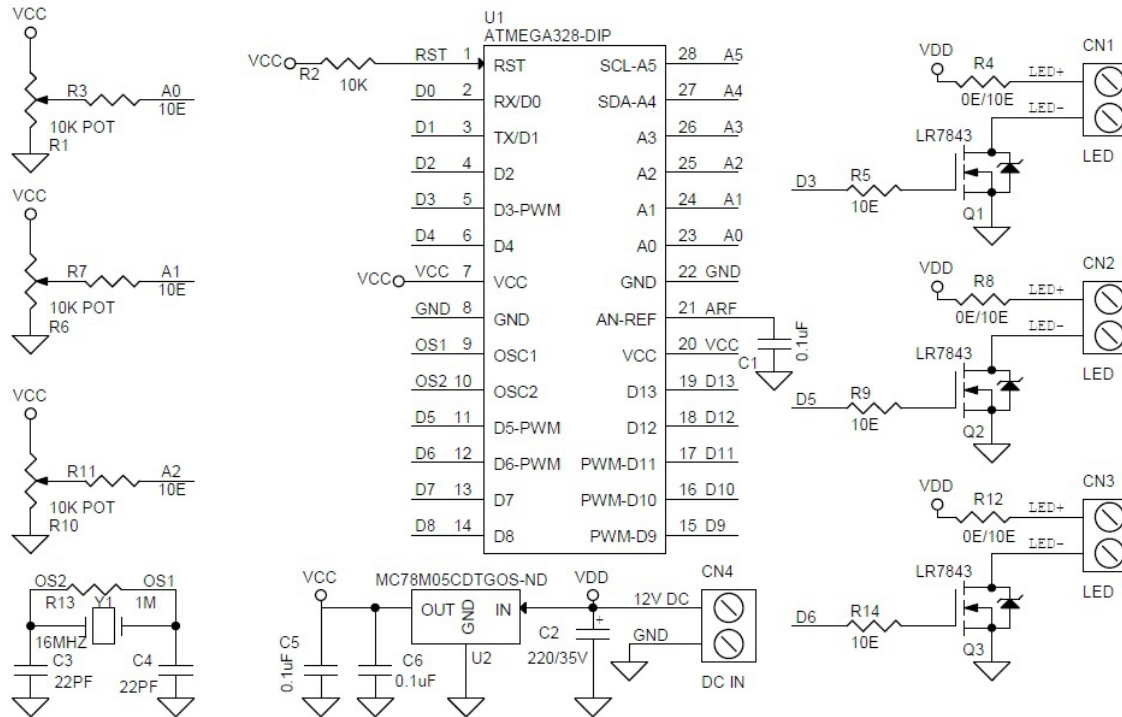 VCC
R3
A0
10E
10K POT
R1
VCC
R7
A1
10E
10K POT
R6
VCC
R11
A2
10E
10K POT
R10
OS2
OS1
R13
Y1
1M
16MHZ
C3
22PF
C4
22PF
U1
ATMEGA328-DIP
VCC
R2
10K
RST 1 RST
D0 2 RX/D0
D1 3 TX/D1
D2 4 D2
D3 5 D3-PWM
D4 6 D4
VCC
VCC 7 VCC
GND 8 GND
OS1 9 OSC1
OS2 10 OSC2
D5 11 D5-PWM
D6 12 D6-PWM
D7 13 D7
D8 14 D8
SCL-A5 28 A5
SDA-A4 27 A4
A3 26 A3
A2 25 A2
A1 24 A1
A0 23 A0
GND 22 GND
AN-REF 21 ARF
VCC 20 VCC
C1
0.1uF
D13 19 D13
D12 18 D12
PWM-D11 17 D11
PWM-D10 16 D10
PWM-D9 15 D9
VCC
MC78M05CDTGOS-ND
VDD
OUT
GND
IN
U2
C5
0.1uF
C6
0.1uF
C2
+
220/35V
CN4
12V DC
GND
DC IN
VDD
R4
0E/10E
LED+
LED-
CN1
LED
LR7843
D3
R5
10E
Q1
VDD
R8
0E/10E
LED+
LED-
CN2
LED
LR7843
D5
R9
10E
Q2
VDD
R12
0E/10E
LED+
LED-
CN3
LED
LR7843
D6
R14
10E
Q3